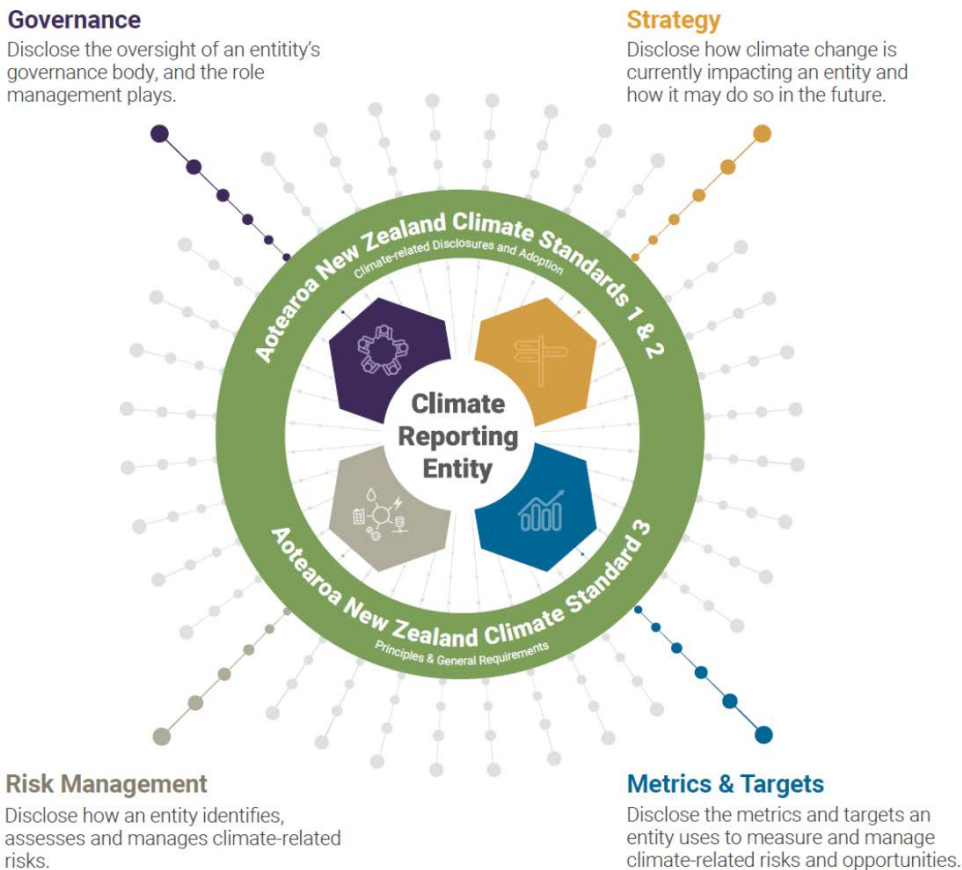 Governance
Disclose the oversight of an entitity's
governance body, and the role
management plays.
Strategy
Disclose how climate change is
currently impacting an entity and
how it may do so in the future.
Aotearoa New Zealand Climate Standards 1 & 2
Climate-related Disclosures and Adoption
Climate
Reporting
Entity
Aotearoa New Zealand Climate Standard 3
Principles & General Requirements
Risk Management
Disclose how an entity identifies,
assesses and manages climate-related
risks.
Metrics & Targets
Disclose the metrics and targets an
entity uses to measure and manage
climate-related risks and opportunities.